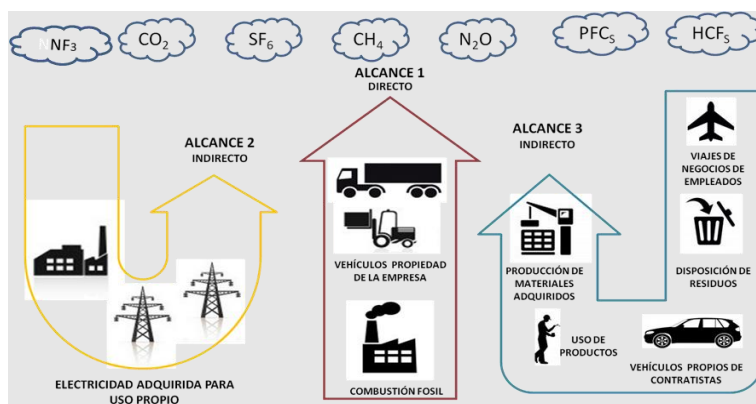 NNF₃ CO₂ SF₆ CH₄ N₂O PFCₛ HCFₛ
ALCANCE 1
DIRECTO
ALCANCE 2
INDIRECTO
ALCANCE 3
INDIRECTO
VIAJES DE
NEGOCIOS DE
EMPLEADOS
VEHÍCULOS PROPIEDAD
DE LA EMPRESA
PRODUCCIÓN DE
MATERIALES
ADQUIRIDOS
DISPOSICIÓN DE
RESIDUOS
USO DE
PRODUCTOS
VEHÍCULOS PROPIOS DE
CONTRATISTAS
ELECTRICIDAD ADQUIRIDA PARA
USO PROPIO
COMBUSTIÓN FOSIL